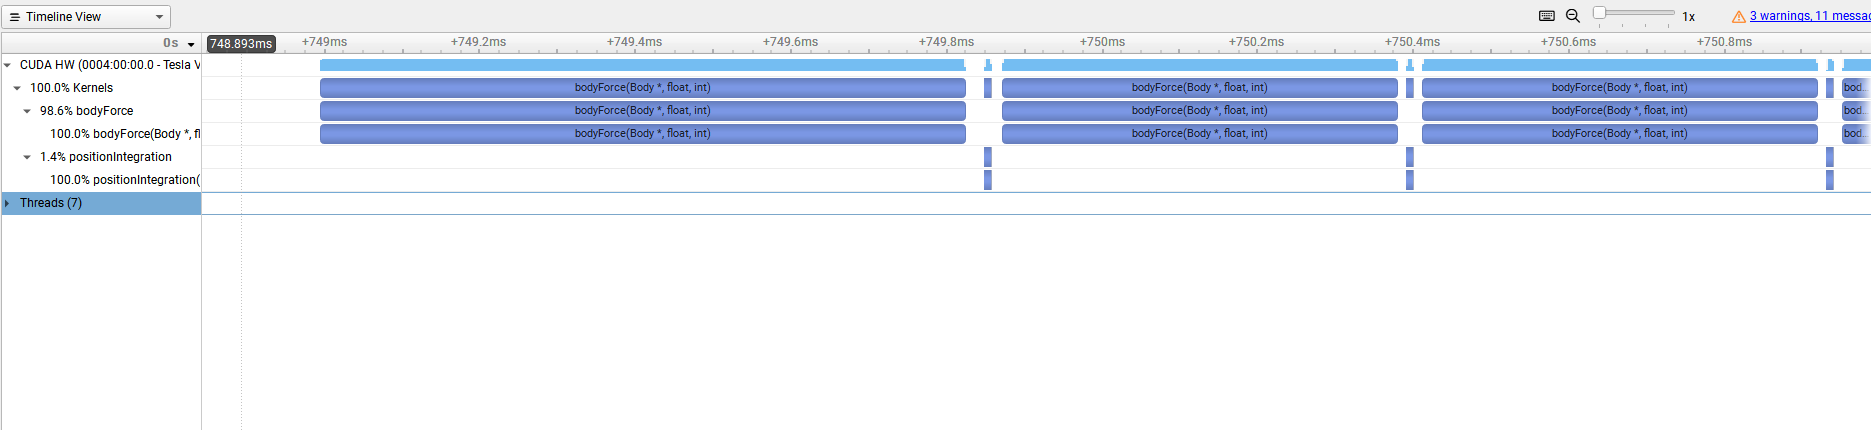 Timeline View
1x
3 warnings, 11 messa
0s
748.893ms
+749ms
+749.2ms
+749.4ms
+749.6ms
+749.8ms
+750ms
+750.2ms
+750.4ms
+750.6ms
+750.8ms
CUDA HW (0004:00:00.0 - Tesla V
100.0% Kernels
bodyForce(Body *, float, int)
bodyForce(Body *, float, int)
bodyForce(Body *, float, int)
bod...
98.6% bodyForce
bodyForce(Body *, float, int)
bodyForce(Body *, float, int)
bodyForce(Body *, float, int)
bod...
100.0% bodyForce(Body *, fl
bodyForce(Body *, float, int)
bodyForce(Body *, float, int)
bodyForce(Body *, float, int)
bod...
1.4% positionIntegration
100.0% positionIntegration(
Threads (7)